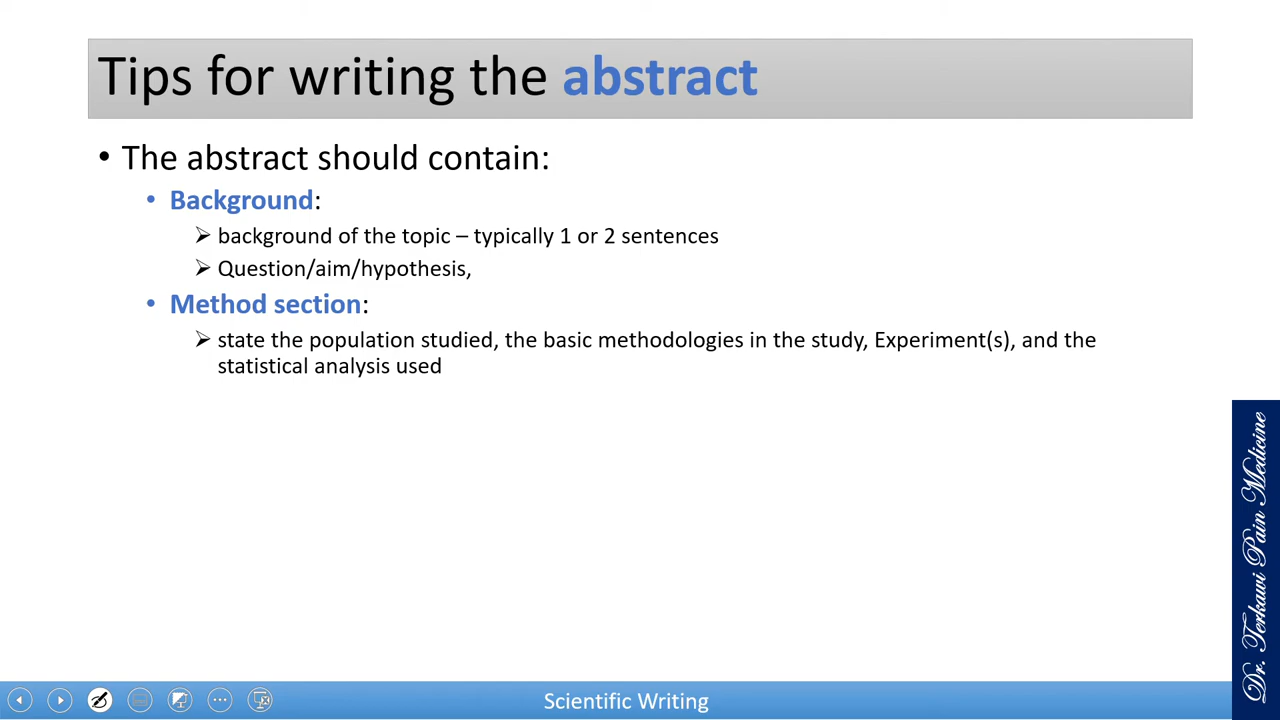 Tips for writing the abstract
• The abstract should contain:
• Background:
➢ background of the topic – typically 1 or 2 sentences
➢ Question/aim/hypothesis,
• Method section:
➢ state the population studied, the basic methodologies in the study, Experiment(s), and the
statistical analysis used
Dr. Terkawi Pain Medicine
Scientific Writing